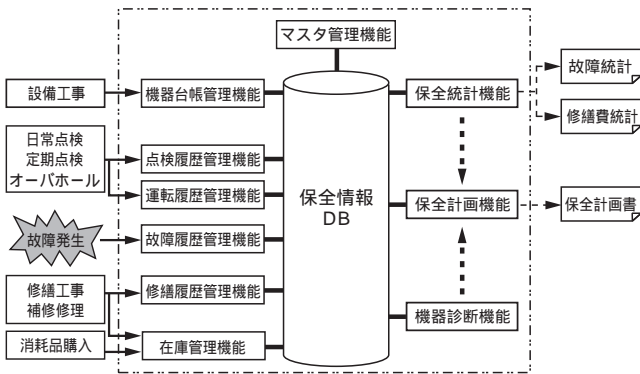 マスタ管理機能
設備工事
機器台帳管理機能
日常点検
定期点検
オーバホール
点検履歴管理機能
運転履歴管理機能
故障発生
故障履歴管理機能
修繕工事
補修修理
修繕履歴管理機能
消耗品購入
在庫管理機能
保全情報
DB
保全統計機能
保全計画機能
機器診断機能
故障統計
修繕費統計
保全計画書